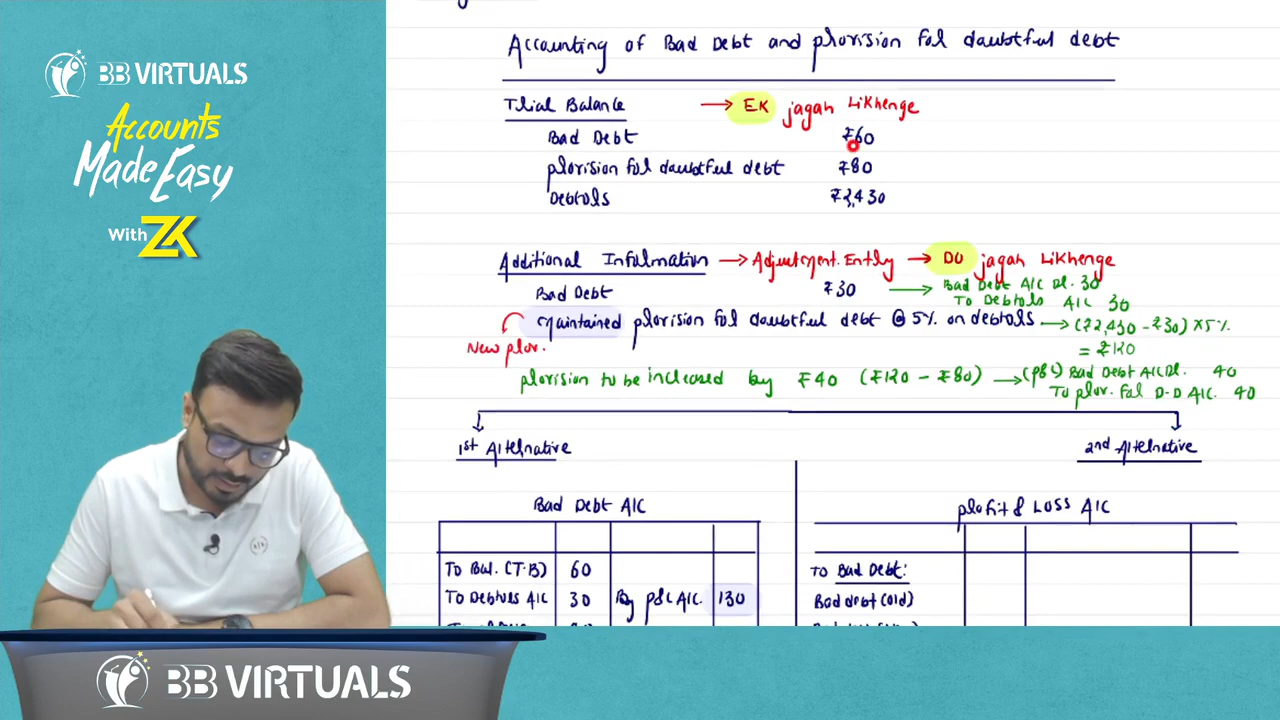 BB VIRTUALS
Accounts
Made Easy
With ZK
Accounting of Bad Debt and provision for doubtful debt
Trial Balance → EK jagah Likhenge
Bad Debt ₹60
provision for doubtful debt ₹80
Debtors ₹2,430
Additional Information → Adjustment Entry → DO jagah Likhenge
Bad Debt ₹30 → Bad Debt A/C Dr. 30
To Debtors A/C 30
Maintained provision for doubtful debt @ 5% on debtors → (₹2,430 - ₹30) x 5%
New prov. = ₹120
provision to be increased by ₹40 (₹120 - ₹80) → (P&L) Bad Debt A/C Dr. 40
To prov. for D.D A/C. 40
1st Alternative
2nd Alternative
Bad Debt A/C
To Bal. (T.B) 60
To Debtors A/C 30 By P&L A/C. 130
profit & Loss A/C
To Bad Debt:
Bad debt (old)
BB VIRTUALS